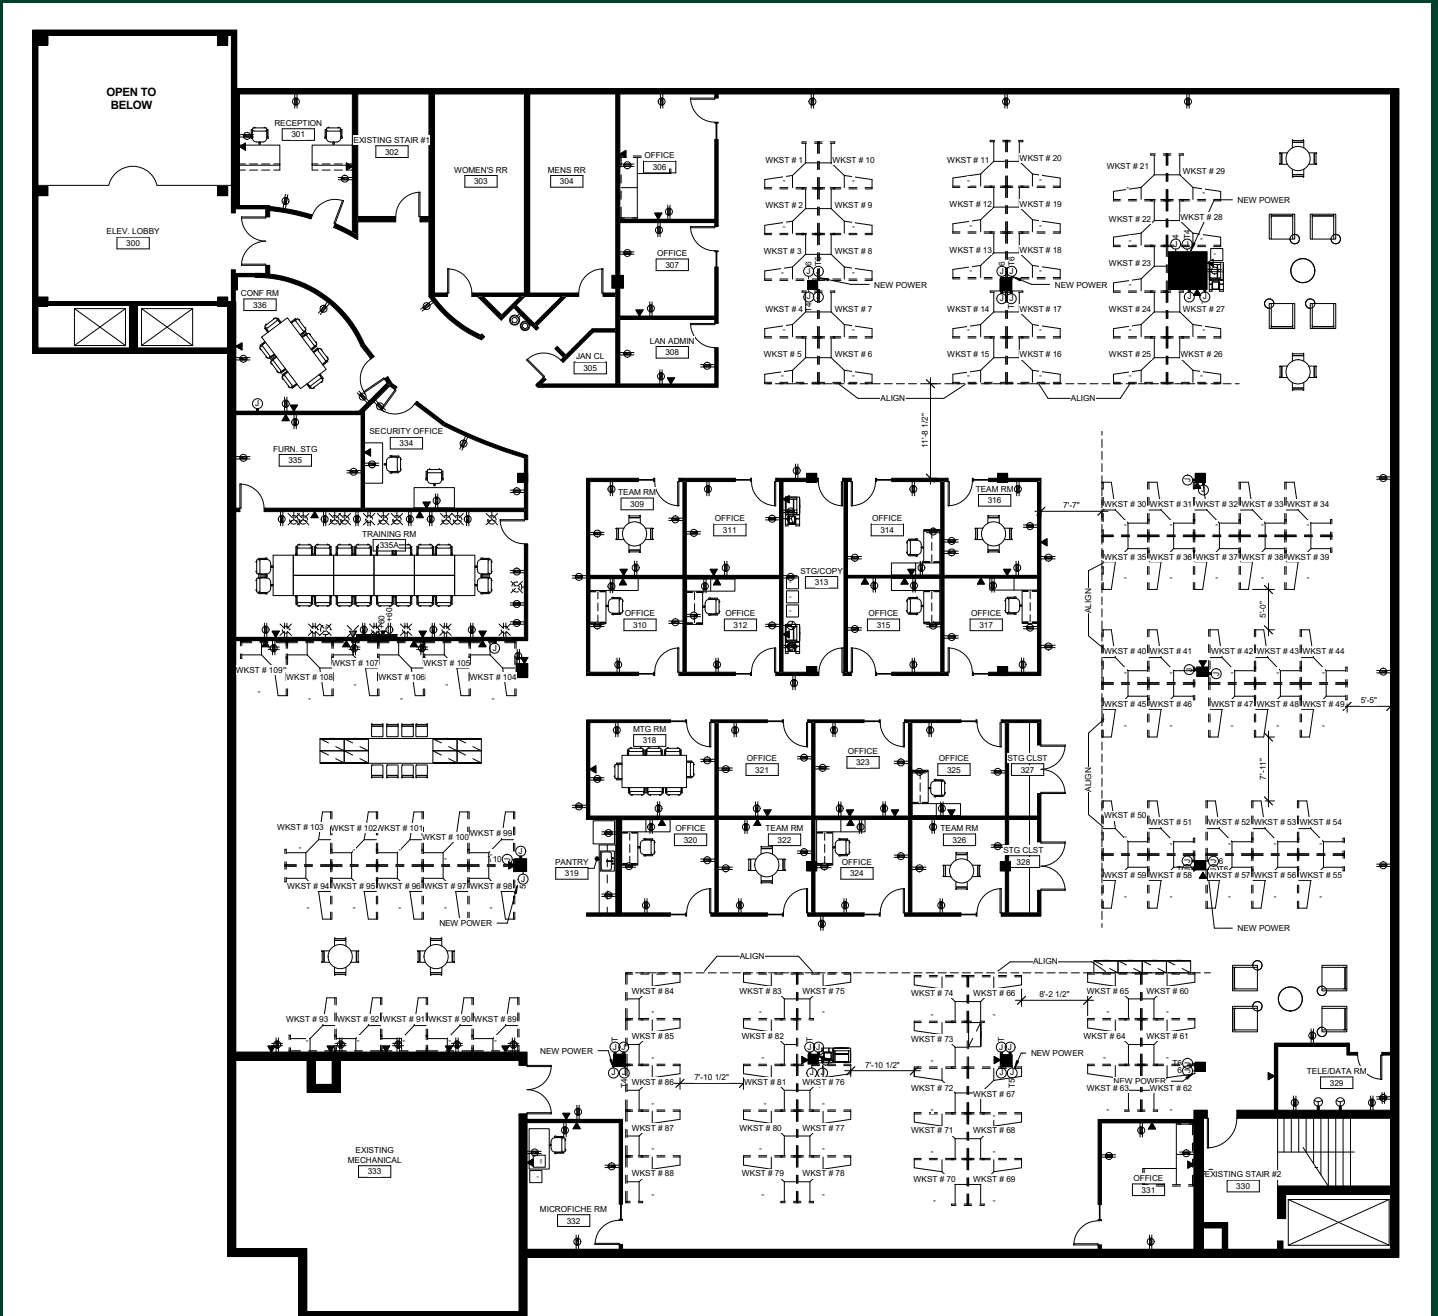 OPEN TO
BELOW
RECEPTION
301
EXISTING STAIR #1
302
WOMEN'S RR
303
MENS RR
304
OFFICE
306
ELEV. LOBBY
300
OFFICE
307
CONF RM
336
LAN ADMIN
308
JAN CL
305
SECURITY OFFICE
334
FURN. STG
335
TRAINING RM
335A
+60
+60
WKST # 1
WKST # 10
WKST # 2
WKST # 9
WKST # 3
WKST # 8
NEW POWER
WKST # 4
WKST # 7
WKST # 5
WKST # 6
WKST # 11
WKST # 20
WKST # 12
WKST # 19
WKST # 13
WKST # 18
T6
NEW POWER
WKST # 14
WKST # 17
WKST # 15
WKST # 16
WKST # 21
WKST # 29
NEW POWER
WKST # 22
WKST # 28
T4
WKST # 23
WKST # 24
WKST # 27
WKST # 25
WKST # 26
ALIGN
ALIGN
11'-8 1/2"
TEAM RM
309
OFFICE
311
STG/COPY
313
OFFICE
314
TEAM RM
316
OFFICE
310
OFFICE
312
OFFICE
315
OFFICE
317
7'-7"
WKST # 30
WKST # 31
WKST # 32
WKST # 33
WKST # 34
WKST # 35
WKST # 36
WKST # 37
WKST # 38
WKST # 39
ALIGN
5'-0"
WKST # 40
WKST # 41
WKST # 42
WKST # 43
WKST # 44
WKST # 45
WKST # 46
WKST # 47
WKST # 48
WKST # 49
5'-5"
ALIGN
7'-11"
WKST # 50
WKST # 51
WKST # 52
WKST # 53
WKST # 54
WKST # 59
WKST # 58
WKST # 57
WKST # 56
WKST # 55
NEW POWER
WKST # 109
WKST # 108
WKST # 107
WKST # 106
WKST # 105
WKST # 104
MTG RM
318
OFFICE
321
OFFICE
323
OFFICE
325
STG CLST
327
PANTRY
319
OFFICE
320
TEAM RM
322
OFFICE
324
TEAM RM
326
STG CLST
328
WKST # 103
WKST # 102
WKST # 101
WKST # 100
WKST # 99
WKST # 94
WKST # 95
WKST # 96
WKST # 97
WKST # 98
NEW POWER
WKST # 93
WKST # 92
WKST # 91
WKST # 90
WKST # 89
ALIGN
ALIGN
WKST # 84
WKST # 83
WKST # 75
WKST # 74
WKST # 66
8'-2 1/2"
WKST # 65
WKST # 60
WKST # 85
WKST # 82
WKST # 73
WKST # 64
WKST # 61
NEW POWER
NEW POWER
7'-10 1/2"
7'-10 1/2"
WKST # 86
WKST # 81
WKST # 76
WKST # 72
WKST # 67
T5
NEW POWER
WKST # 63
WKST # 62
WKST # 87
WKST # 80
WKST # 77
WKST # 71
WKST # 68
WKST # 88
WKST # 79
WKST # 78
WKST # 70
WKST # 69
TELE/DATA RM
329
EXISTING
MECHANICAL
333
MICROFICHE RM
332
OFFICE
331
EXISTING STAIR #2
330